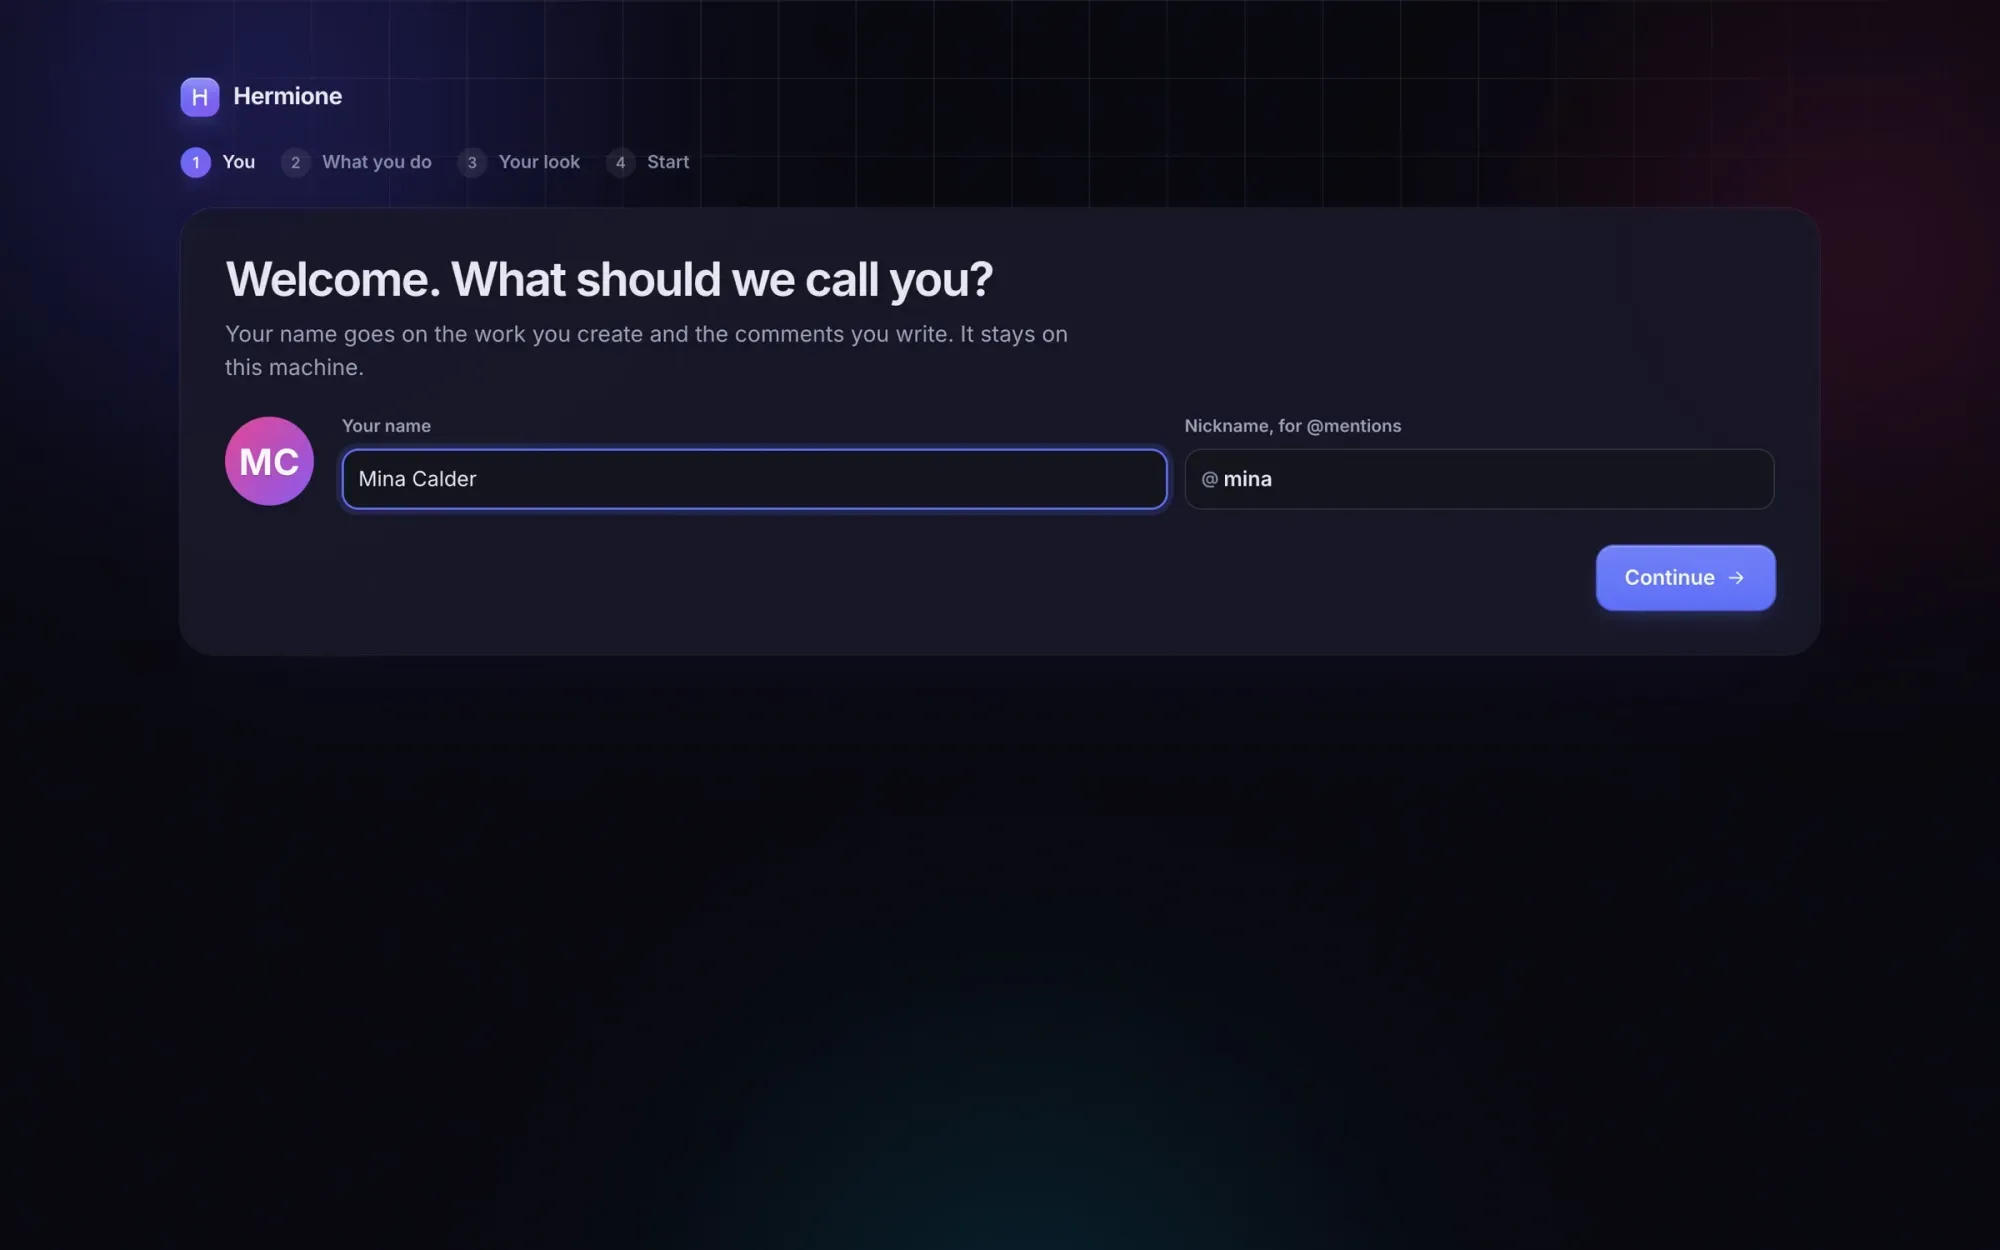 H Hermione
1 You 2 What you do 3 Your look 4 Start
Welcome. What should we call you?
Your name goes on the work you create and the comments you write. It stays on
this machine.
MC
Your name
Mina Calder
Nickname, for @mentions
@ mina
Continue →